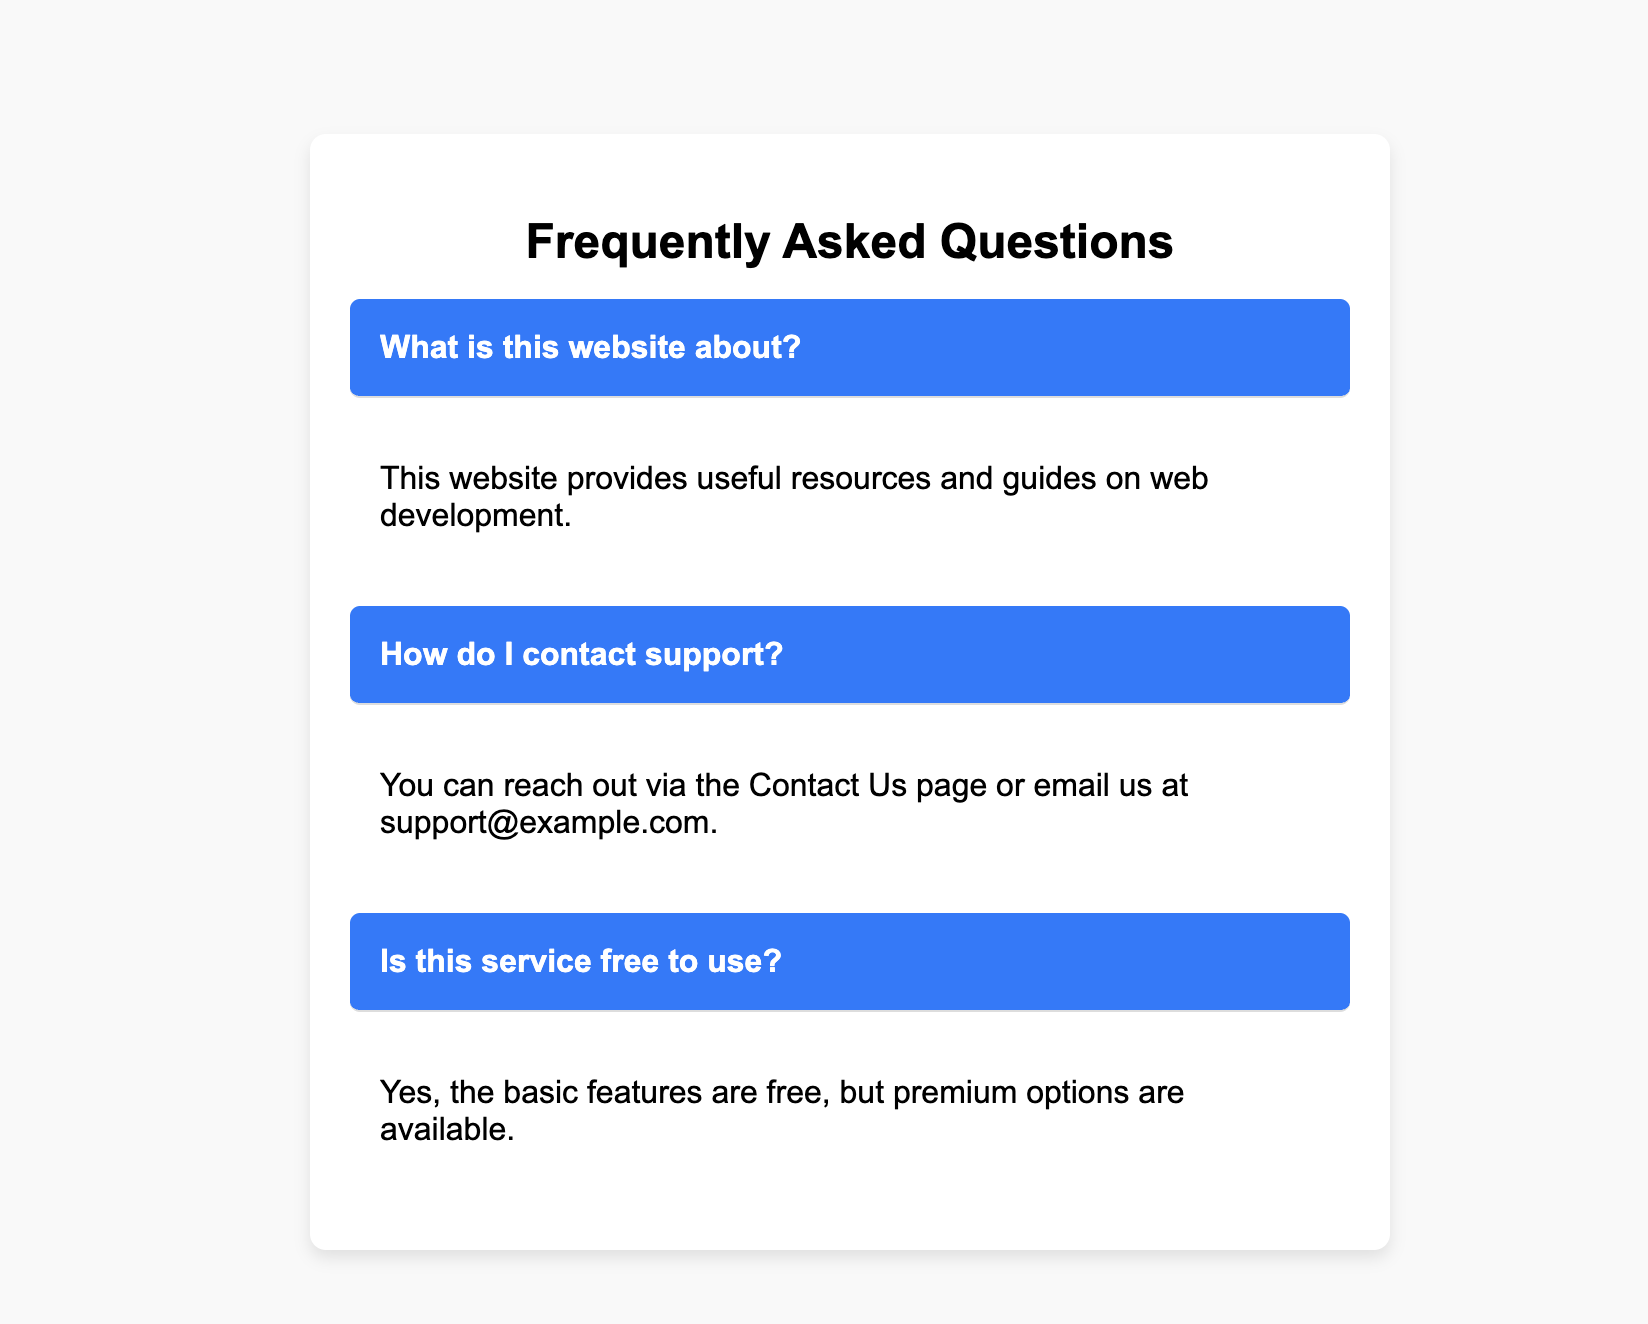 Frequently Asked Questions
What is this website about?
This website provides useful resources and guides on web
development.
How do I contact support?
You can reach out via the Contact Us page or email us at
support@example.com.
Is this service free to use?
Yes, the basic features are free, but premium options are
available.